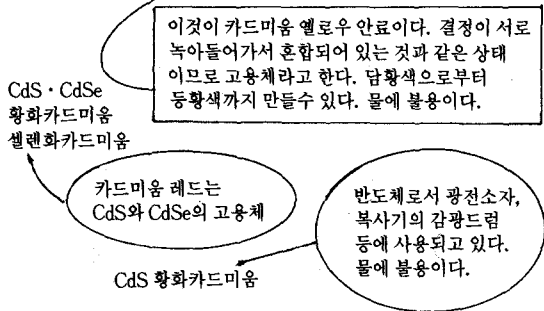 이것이 카드미움 옐로우 안료이다. 결정이 서로
녹아들어가서 혼합되어 있는 것과 같은 상태
이므로 고용체라고 한다. 담황색으로부터
등황색까지 만들수 있다. 물에 불용이다.
CdS · CdSe
황화카드미움
셀렌화카드미움
카드미움 레드는
CdS와 CdSe의 고용체
반도체로서 광전소자,
복사기의 감광드럼
등에 사용되고 있다.
물에 불용이다.
CdS 황화카드미움